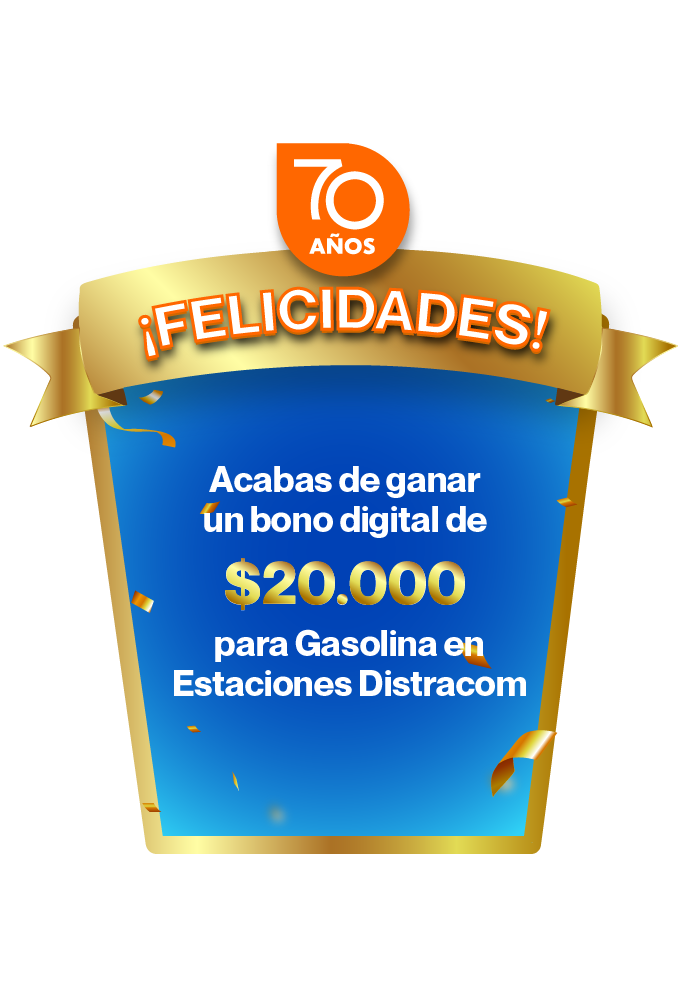 70
AÑOS
¡FELICIDADES!
Acabas de ganar
un bono digital de
$20.000
para Gasolina en
Estaciones Distracom